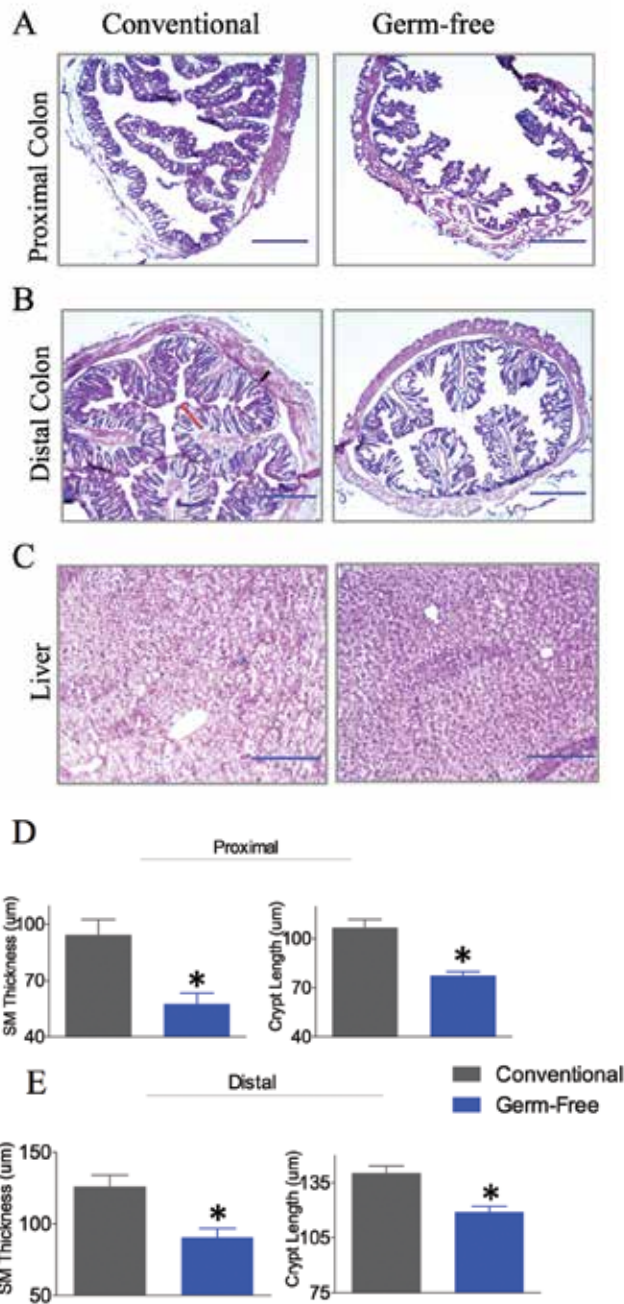 A
Conventional
Germ-free
Proximal Colon
B
Distal Colon
C
Liver
D
Proximal
SM Thickness (um)
100
70
40
*
Crypt Length (um)
100
70
40
*
E
Distal
Conventional
Germ-Free
SM Thickness (um)
150
100
50
*
Crypt Length (um)
135
105
75
*